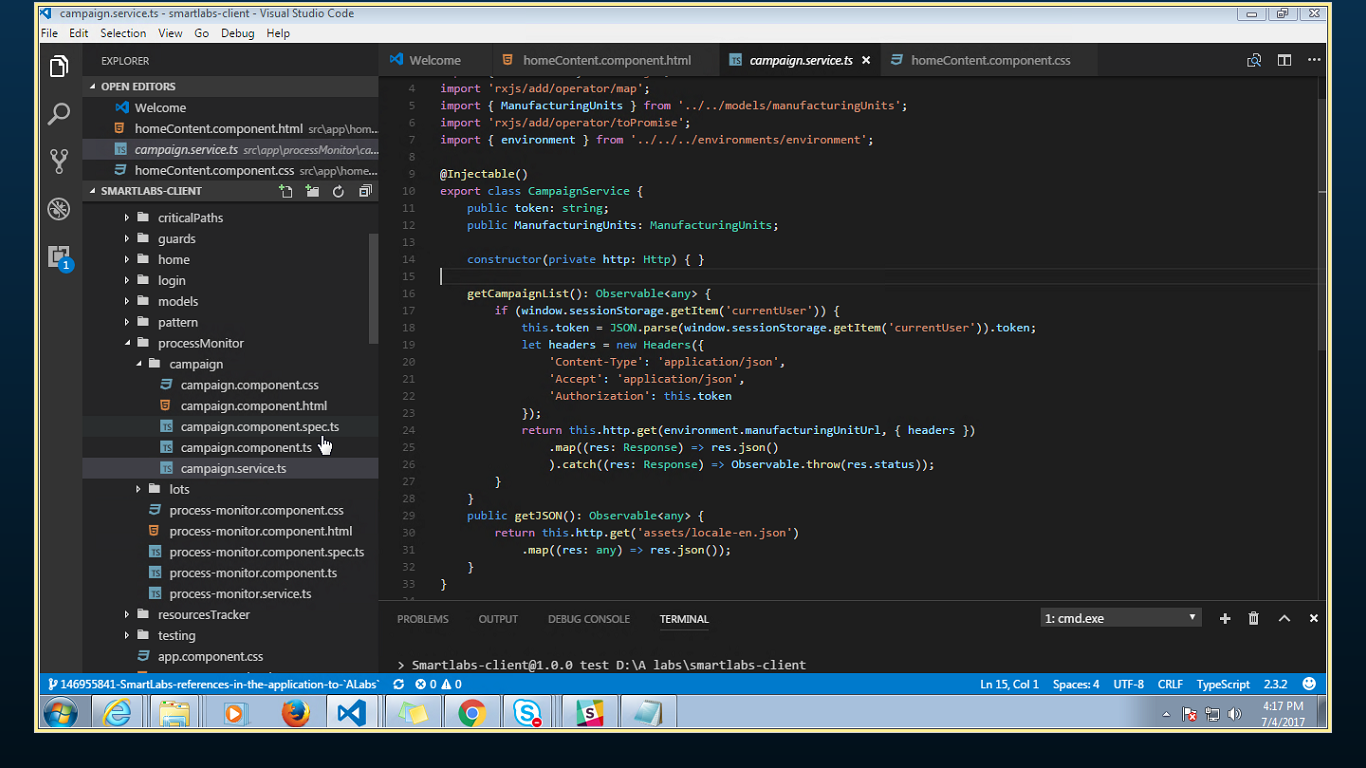 campaign.service.ts - smartlabs-client - Visual Studio Code
File Edit Selection View Go Debug Help
EXPLORER
OPEN EDITORS
Welcome
homeContent.component.html src\app\hom...
campaign.service.ts src\app\processMonitor\ca...
homeContent.component.css src\app\home...
SMARTLABS-CLIENT
criticalPaths
guards
home
login
models
pattern
processMonitor
campaign
campaign.component.css
campaign.component.html
campaign.component.spec.ts
campaign.component.ts
campaign.service.ts
lots
process-monitor.component.css
process-monitor.component.html
process-monitor.component.spec.ts
process-monitor.component.ts
process-monitor.service.ts
resourcesTracker
testing
app.component.css
1
Welcome homeContent.component.html campaign.service.ts homeContent.component.css
4 import 'rxjs/add/operator/map';
5 import { ManufacturingUnits } from '../../models/manufacturingUnits';
6 import 'rxjs/add/operator/toPromise';
7 import { environment } from '../../../environments/environment';
8
9 @Injectable()
10 export class CampaignService {
11 public token: string;
12 public ManufacturingUnits: ManufacturingUnits;
13
14 constructor(private http: Http) { }
15
16 getCampaignList(): Observable<any> {
17 if (window.sessionStorage.getItem('currentUser')) {
18 this.token = JSON.parse(window.sessionStorage.getItem('currentUser')).token;
19 let headers = new Headers({
20 'Content-Type': 'application/json',
21 'Accept': 'application/json',
22 'Authorization': this.token
23 });
24 return this.http.get(environment.manufacturingUnitUrl, { headers })
25 .map((res: Response) => res.json()
26 ).catch((res: Response) => Observable.throw(res.status));
27 }
28 }
29 public getJSON(): Observable<any> {
30 return this.http.get('assets/locale-en.json')
31 .map((res: any) => res.json());
32 }
33 }
PROBLEMS OUTPUT DEBUG CONSOLE TERMINAL 1: cmd.exe
> Smartlabs-client@1.0.0 test D:\A labs\smartlabs-client
146955841-SmartLabs-references-in-the-application-to-`ALabs` 0 0 Ln 15, Col 1 Spaces: 4 UTF-8 CRLF TypeScript 2.3.2
4:17 PM
7/4/2017